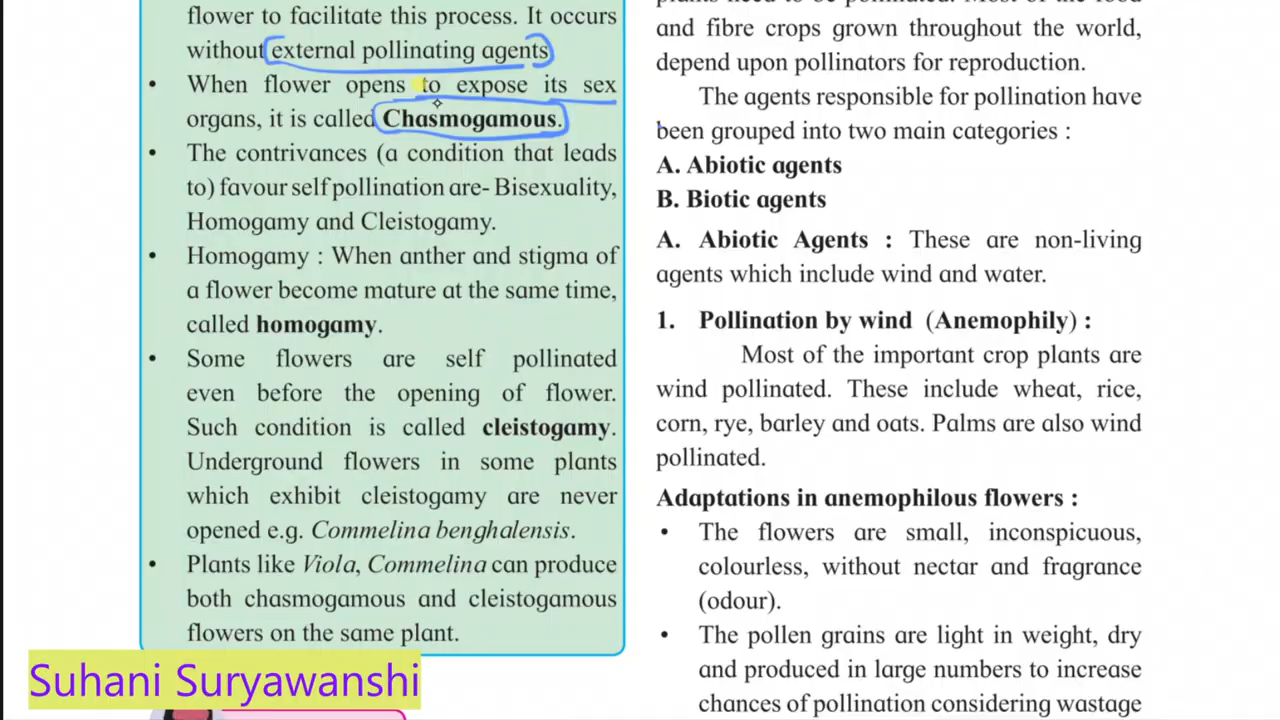 flower to facilitate this process. It occurs
without external pollinating agents
• When flower opens to expose its sex
organs, it is called Chasmogamous.
• The contrivances (a condition that leads
to) favour self pollination are- Bisexuality,
Homogamy and Cleistogamy.
• Homogamy : When anther and stigma of
a flower become mature at the same time,
called homogamy.
• Some flowers are self pollinated
even before the opening of flower.
Such condition is called cleistogamy.
Underground flowers in some plants
which exhibit cleistogamy are never
opened e.g. Commelina benghalensis.
• Plants like Viola, Commelina can produce
both chasmogamous and cleistogamous
flowers on the same plant.
Suhani Suryawanshi
plants need to be pollinated. Most of the food
and fibre crops grown throughout the world,
depend upon pollinators for reproduction.
The agents responsible for pollination have
been grouped into two main categories :
A. Abiotic agents
B. Biotic agents
A. Abiotic Agents : These are non-living
agents which include wind and water.
1. Pollination by wind (Anemophily) :
Most of the important crop plants are
wind pollinated. These include wheat, rice,
corn, rye, barley and oats. Palms are also wind
pollinated.
Adaptations in anemophilous flowers :
• The flowers are small, inconspicuous,
colourless, without nectar and fragrance
(odour).
• The pollen grains are light in weight, dry
and produced in large numbers to increase
chances of pollination considering wastage